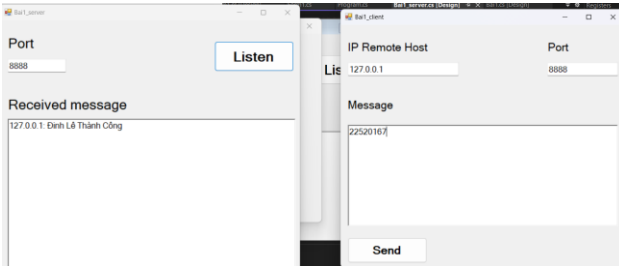 Bai1_server
Port
8888
Listen
Received message
127.0.0.1: Đinh Lê Thành Công
Program.cs
Bai1_server.cs [Design]
Bai1.cs [Design]
Registers
Lis
Bai1_client
IP Remote Host
Port
127.0.0.1
8888
Message
22520167
Send